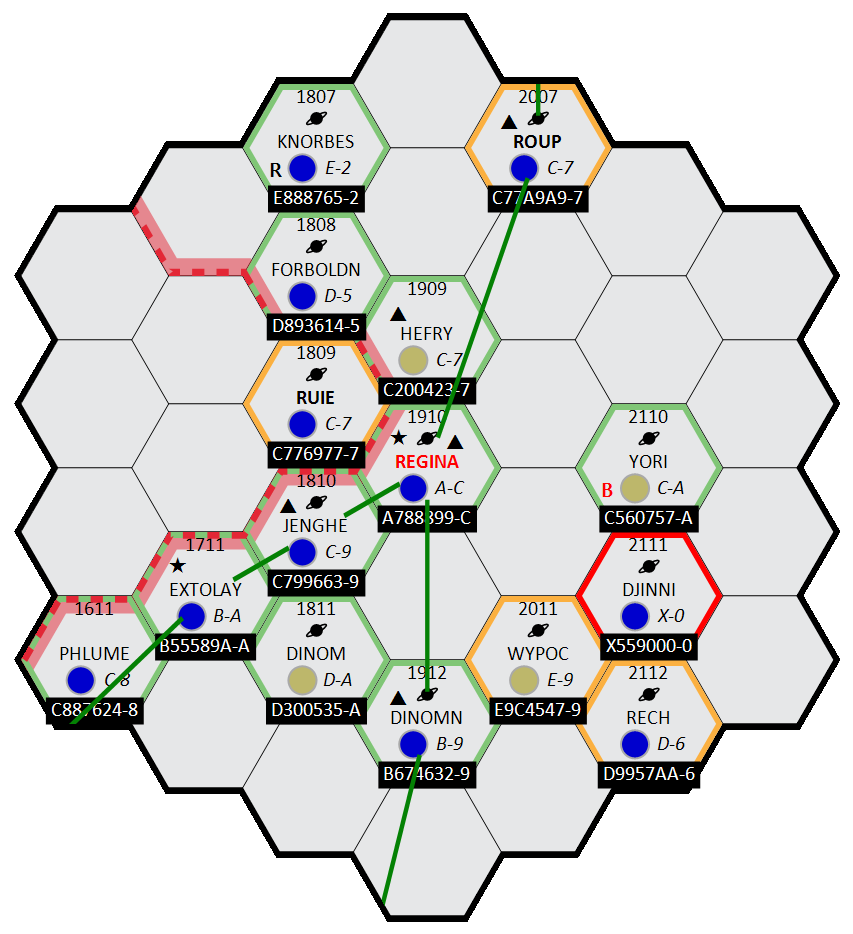 1807
KNORBES
R E-2
E888765-2
2007
ROUP
C-7
C77A9A9-7
1808
FORBOLDN
D-5
D893614-5
1909
HEFRY
C-7
C200423-7
1809
RUIE
C-7
C776977-7
1910
REGINA
A-C
A788899-C
2110
YORI
B C-A
C560757-A
1810
JENGHE
C-9
C799663-9
1711
EXTOLAY
B-A
B55589A-A
2111
DJINNI
X-0
X559000-0
1611
PHLUME
C-8
C887624-8
1811
DINOM
D-A
D300535-A
2011
WYPOC
E-9
E9C4547-9
1912
DINOMN
B-9
B674632-9
2112
RECH
D-6
D9957AA-6